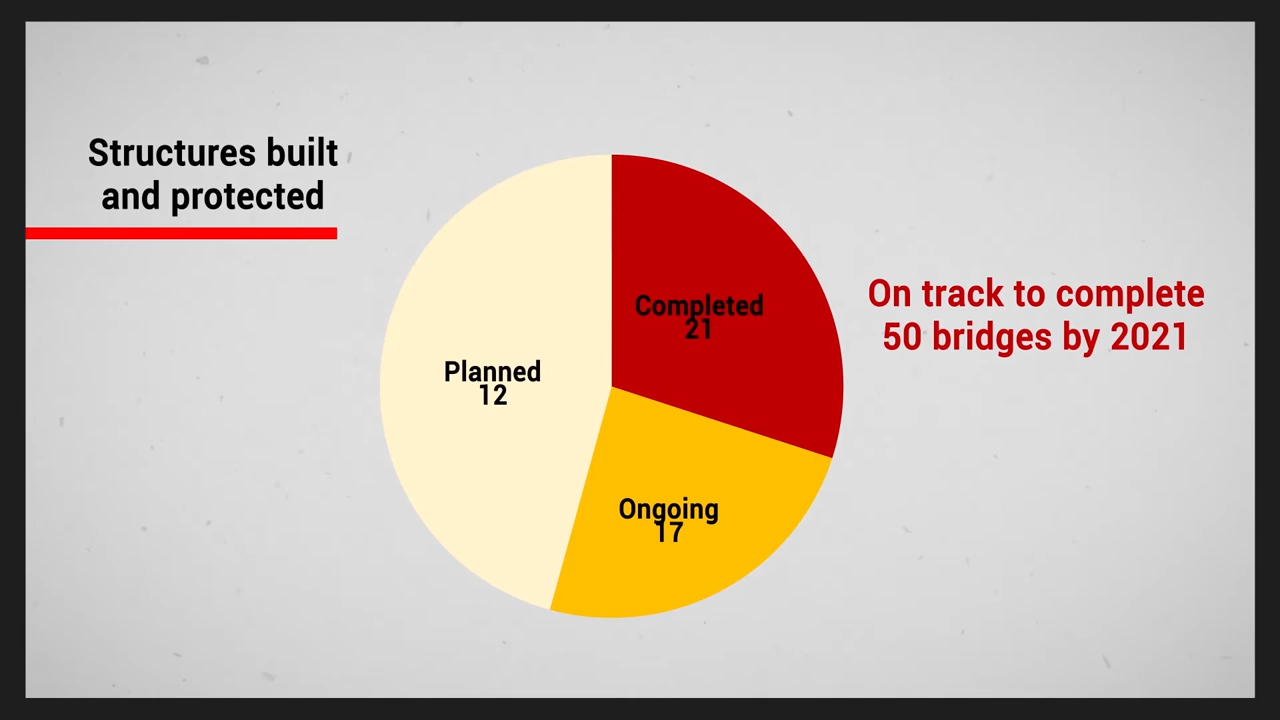 Structures built
and protected
Completed
21
On track to complete
50 bridges by 2021
Planned
12
Ongoing
17